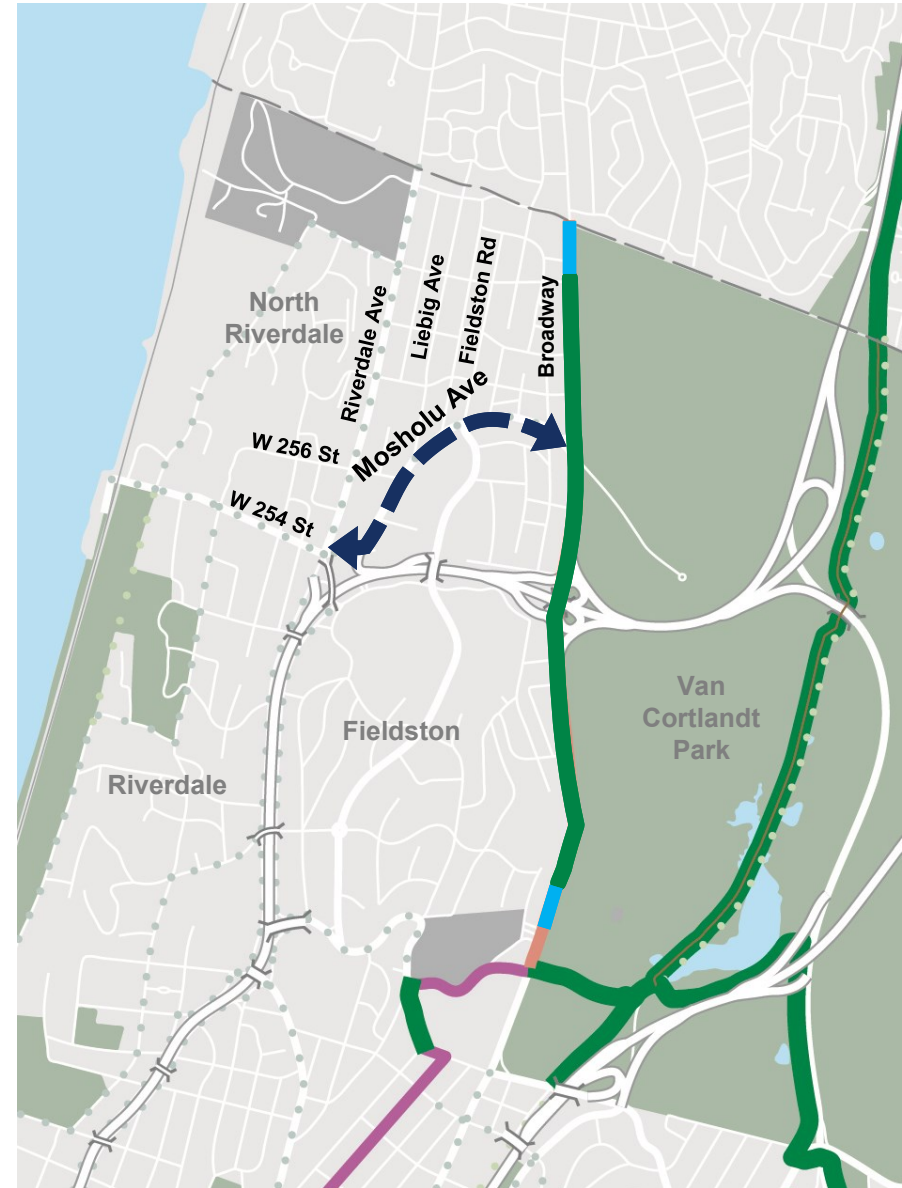 North
Riverdale
Riverdale Ave
Liebig Ave
Fieldston Rd
Broadway
Mosholu Ave
W 256 St
W 254 St
Van
Cortlandt
Park
Fieldston
Riverdale